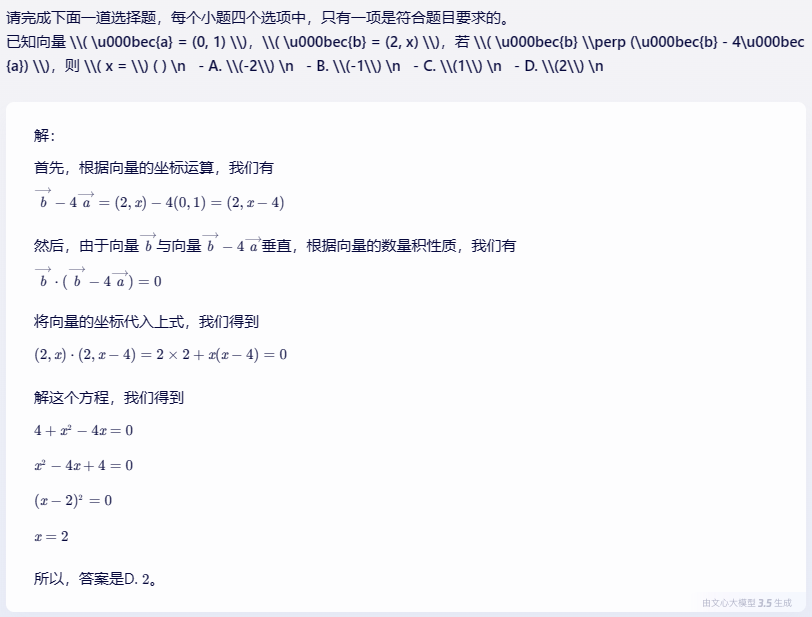 请完成下面一道选择题，每个小题四个选项中，只有一项是符合题目要求的。
已知向量 \\( \u000bec{a} = (0, 1) \\)，\\( \u000bec{b} = (2, x) \\)，若 \\( \u000bec{b} \\perp (\u000bec{b} - 4\u000bec
{a}) \\)，则 \\( x = \\) ( ) \n   - A. \\(-2\\) \n   - B. \\(-1\\) \n   - C. \\(1\\) \n   - D. \\(2\\) \n
解：
首先，根据向量的坐标运算，我们有
$\overrightarrow{b} - 4\overrightarrow{a} = (2, x) - 4(0, 1) = (2, x - 4)$
然后，由于向量$\overrightarrow{b}$与向量$\overrightarrow{b} - 4\overrightarrow{a}$垂直，根据向量的数量积性质，我们有
$\overrightarrow{b} \cdot (\overrightarrow{b} - 4\overrightarrow{a}) = 0$
将向量的坐标代入上式，我们得到
$(2, x) \cdot (2, x - 4) = 2 \times 2 + x(x - 4) = 0$
解这个方程，我们得到
$4 + x^2 - 4x = 0$
$x^2 - 4x + 4 = 0$
$(x - 2)^2 = 0$
$x = 2$
所以，答案是D. 2。
由文心大模型 3.5 生成